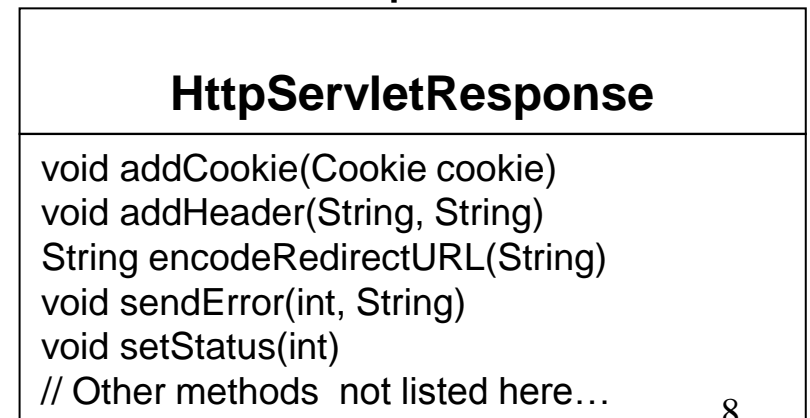 HttpServletResponse
void addCookie(Cookie cookie)
void addHeader(String, String)
String encodeRedirectURL(String)
void sendError(int, String)
void setStatus(int)
// Other methods not listed here…
8